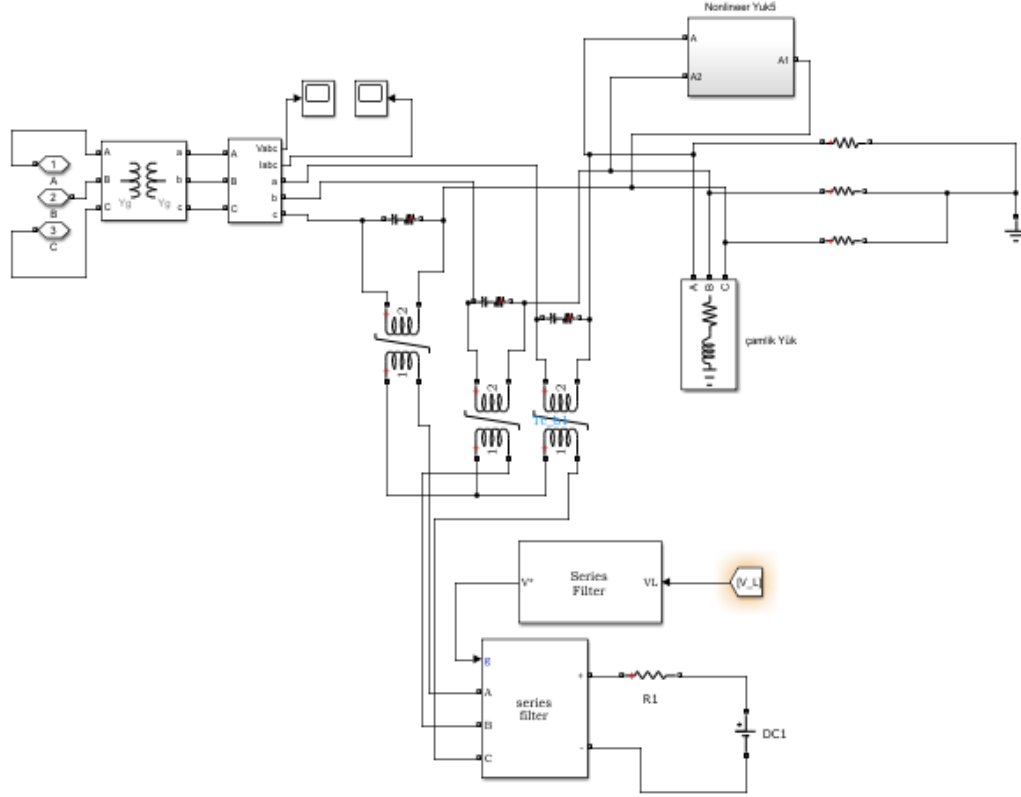 Nonlineer Yuk5
A
A1
A2
Vabc
Iabc
A
a
A
a
1
A
B
b
B
b
2
B
C
c
C
c
3
C
Yg
Yg
2
1
A
B
C
çamlik Yük
2
1
2
1
V*
Series
Filter
VL
[V_L]
g
A
series
filter
B
C
+
-
R1
+
DC1